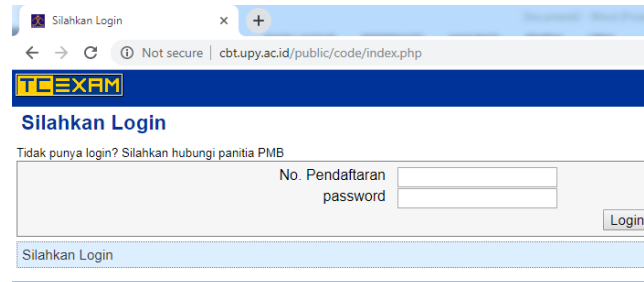 Silahkan Login
Not secure | cbt.upy.ac.id/public/code/index.php
TCEXAM
Silahkan Login
Tidak punya login? Silahkan hubungi panitia PMB
No. Pendaftaran
password
Login
Silahkan Login